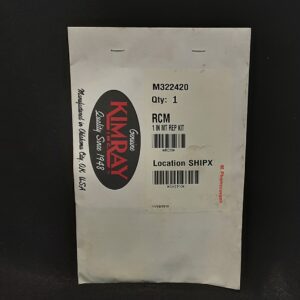 Manufactured in Oklahoma City, OK, USA
Genuine
KIMRAY
Quality Since 1948
M322420
Qty: 1
RCM
1 IN INT REP KIT
Location SHIPX